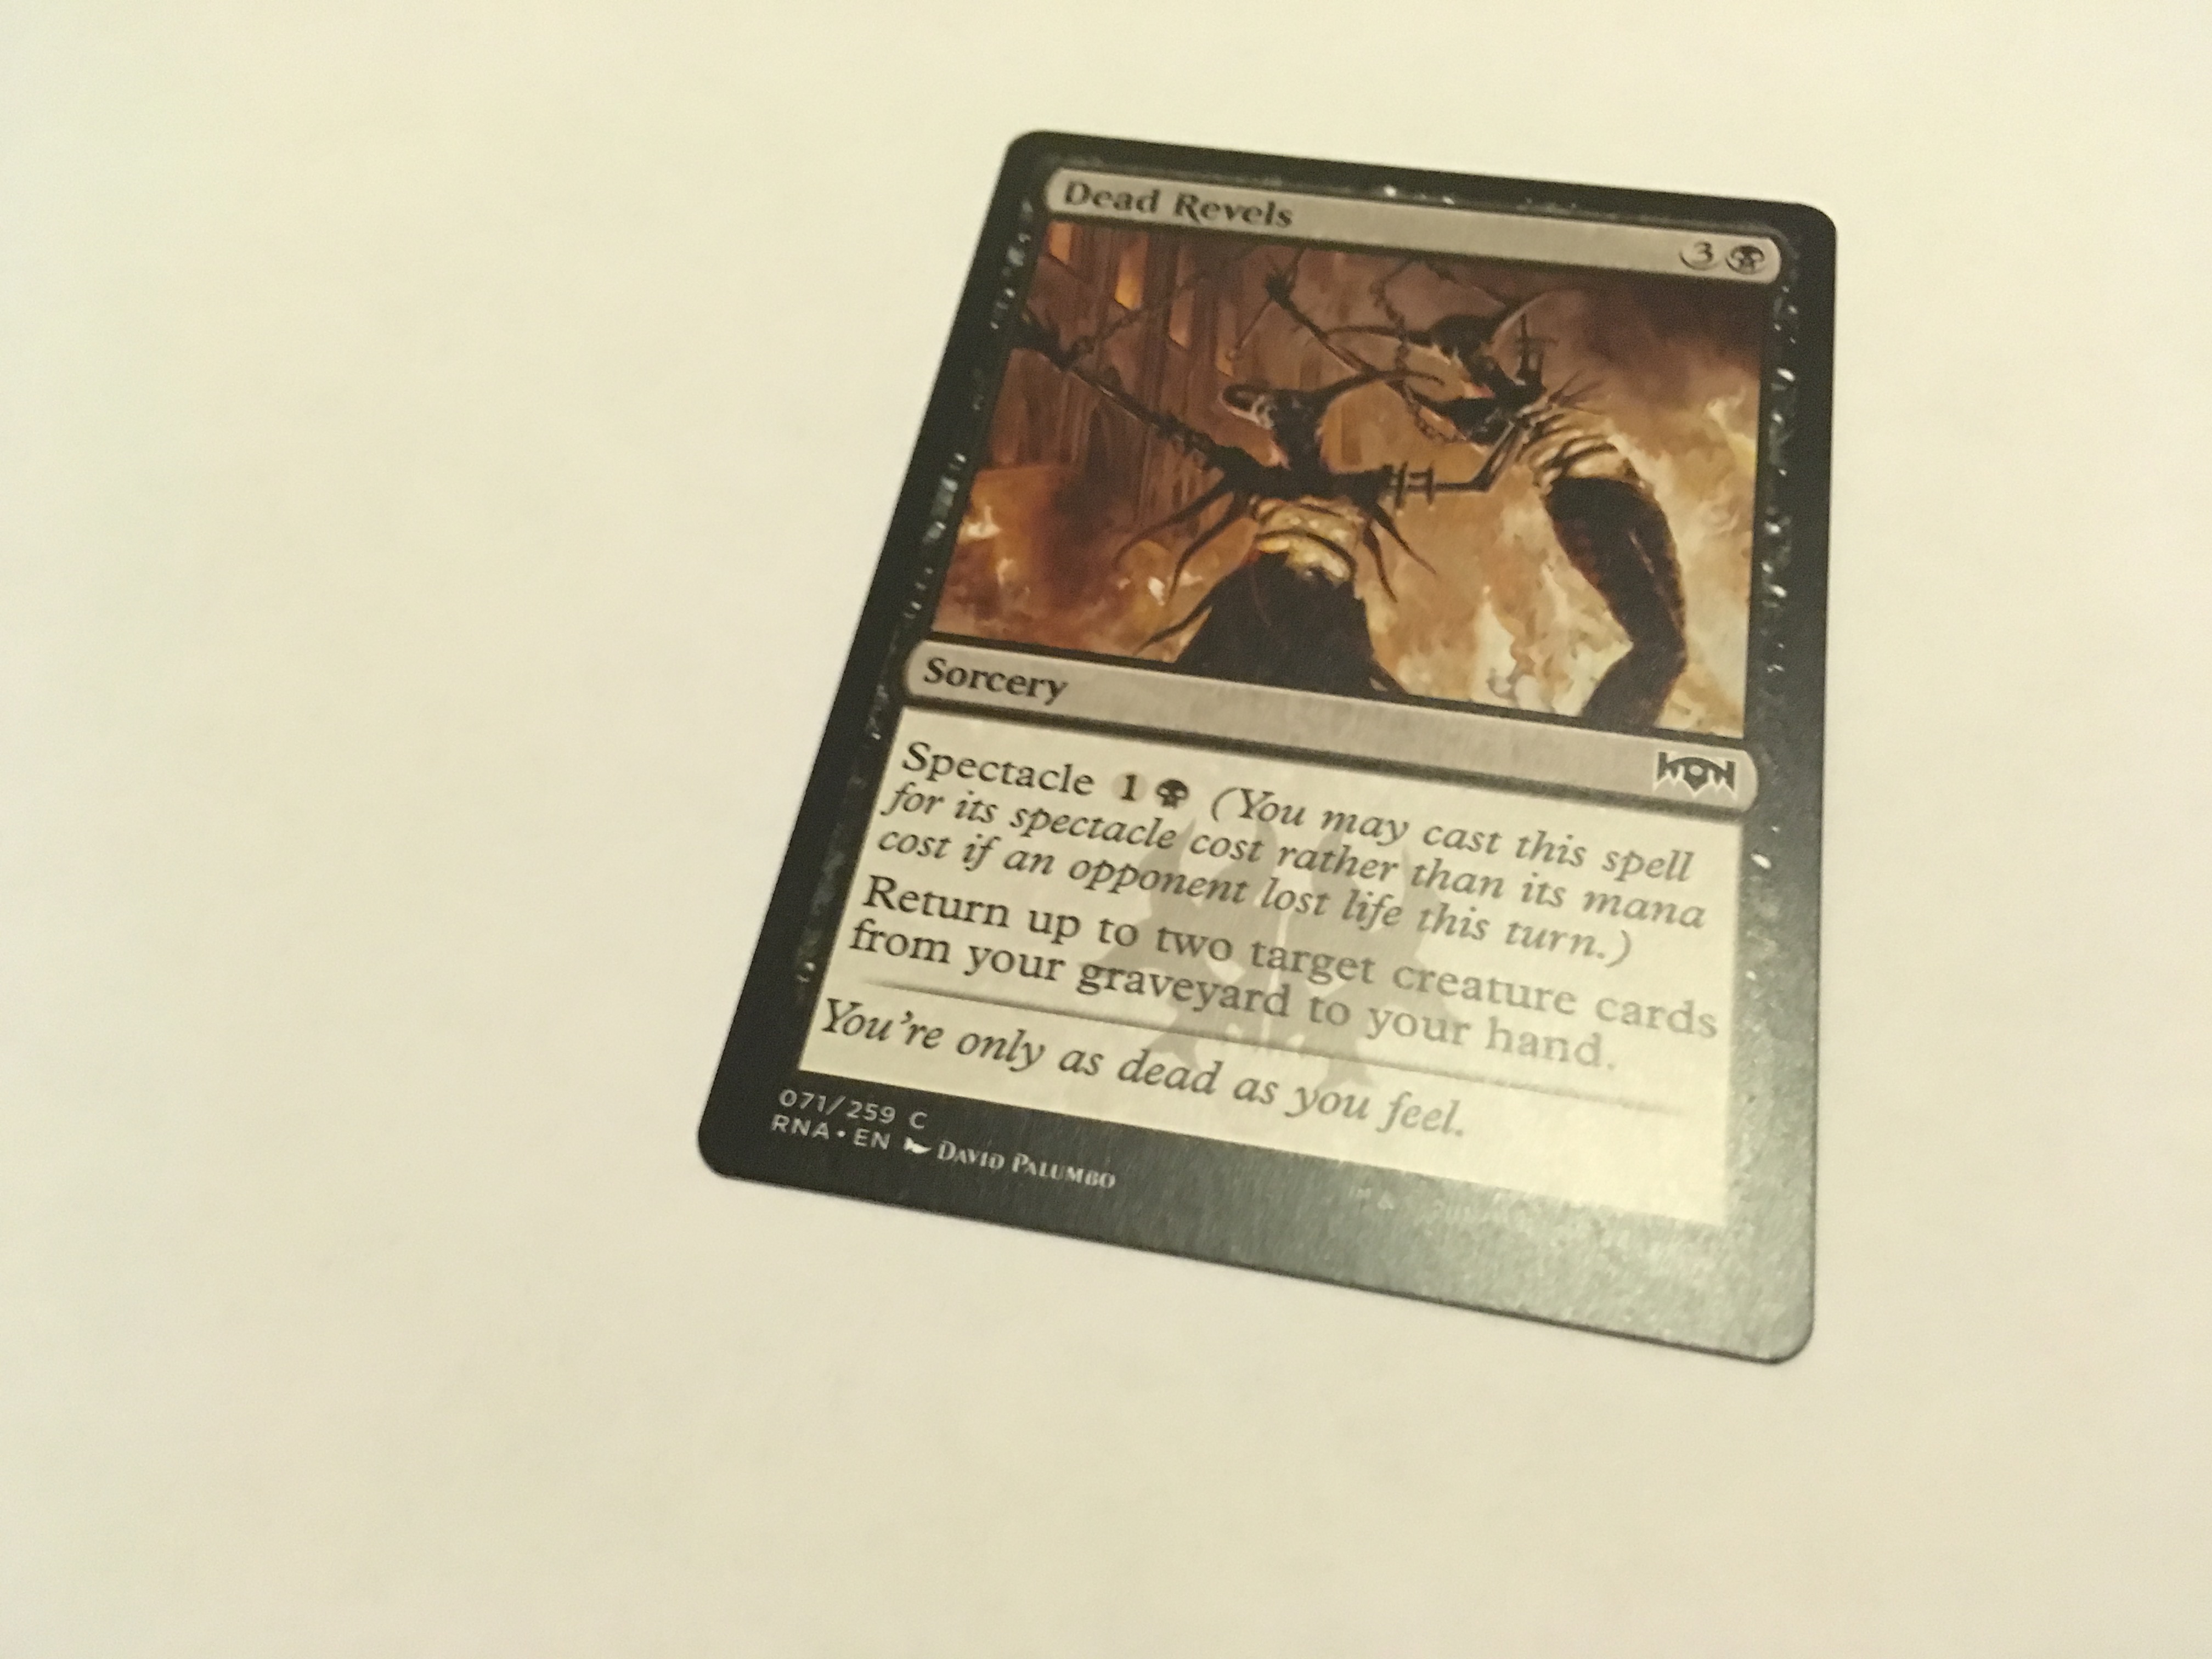 Dead Revels
3
Sorcery
Spectacle 1 (You may cast this spell
for its spectacle cost rather than its mana
cost if an opponent lost life this turn.)
Return up to two target creature cards
from your graveyard to your hand.
You're only as dead as you feel.
071/259 C
RNA • EN DAVID PALUMBO